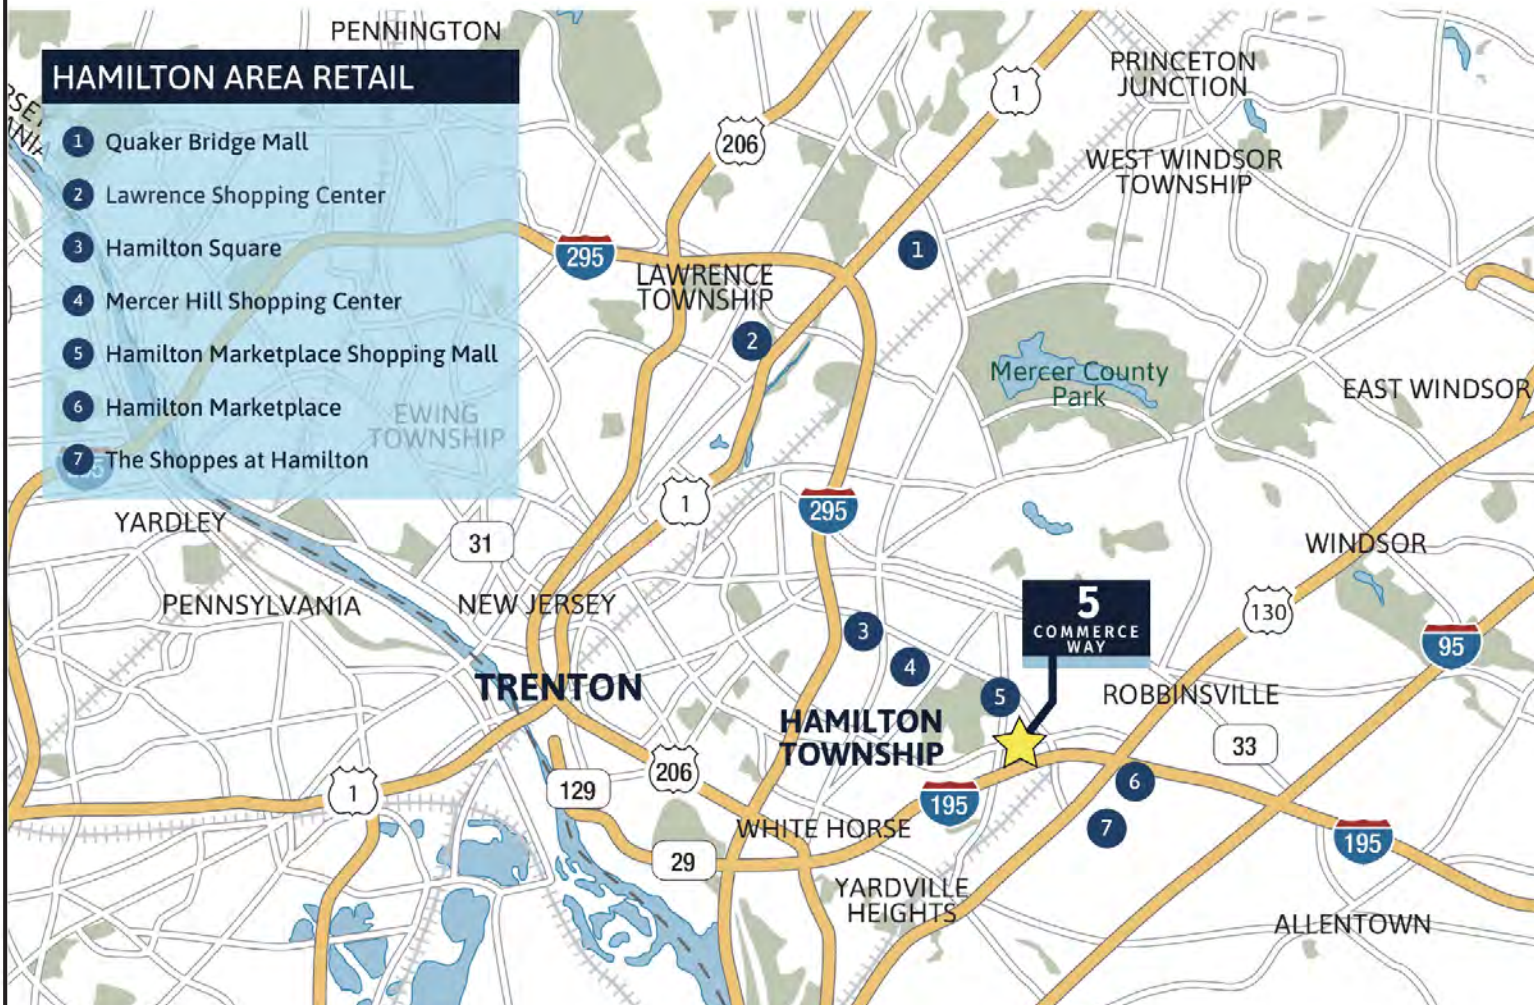 PENNINGTON
HAMILTON AREA RETAIL
1 Quaker Bridge Mall
2 Lawrence Shopping Center
3 Hamilton Square
4 Mercer Hill Shopping Center
5 Hamilton Marketplace Shopping Mall
6 Hamilton Marketplace
7 The Shoppes at Hamilton
206
1
PRINCETON
JUNCTION
WEST WINDSOR
TOWNSHIP
295
LAWRENCE
TOWNSHIP
1
2
Mercer County
Park
EAST WINDSOR
EWING
TOWNSHIP
295
YARDLEY
31
1
295
WINDSOR
PENNSYLVANIA
NEW JERSEY
5
COMMERCE
WAY
130
95
3
4
5
TRENTON
HAMILTON
TOWNSHIP
ROBBINSVILLE
33
1
129
206
195
6
7
195
WHITE HORSE
29
YARDVILLE
HEIGHTS
ALLENTOWN